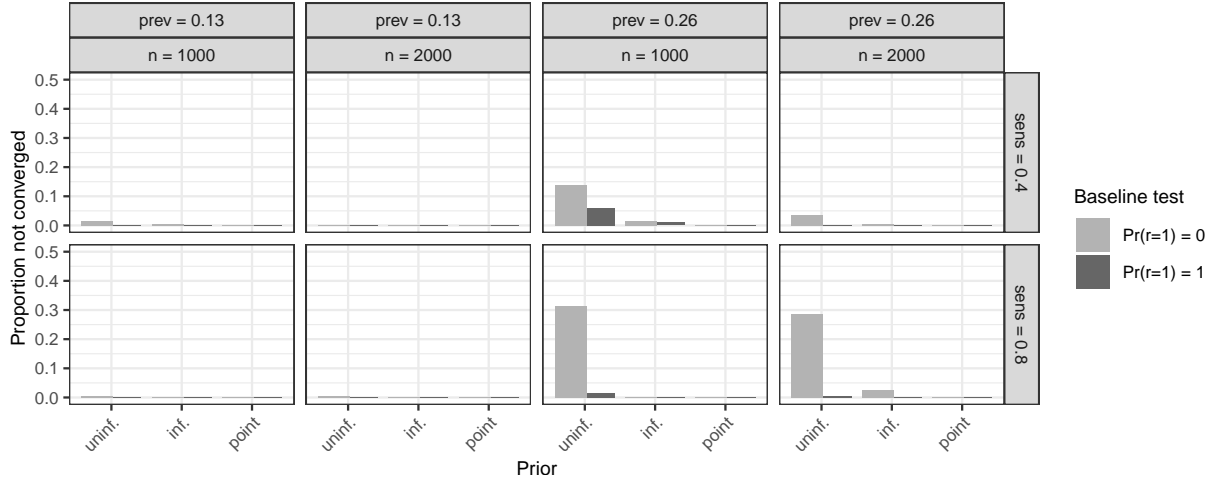 prev = 0.13
prev = 0.13
prev = 0.26
prev = 0.26
n = 1000
n = 2000
n = 1000
n = 2000
Proportion not converged
0.5
0.4
0.3
0.2
0.1
0.0
sens = 0.4
0.5
0.4
0.3
0.2
0.1
0.0
sens = 0.8
uninf.
inf.
point
uninf.
inf.
point
uninf.
inf.
point
uninf.
inf.
point
Prior
Baseline test
Pr(r=1) = 0
Pr(r=1) = 1